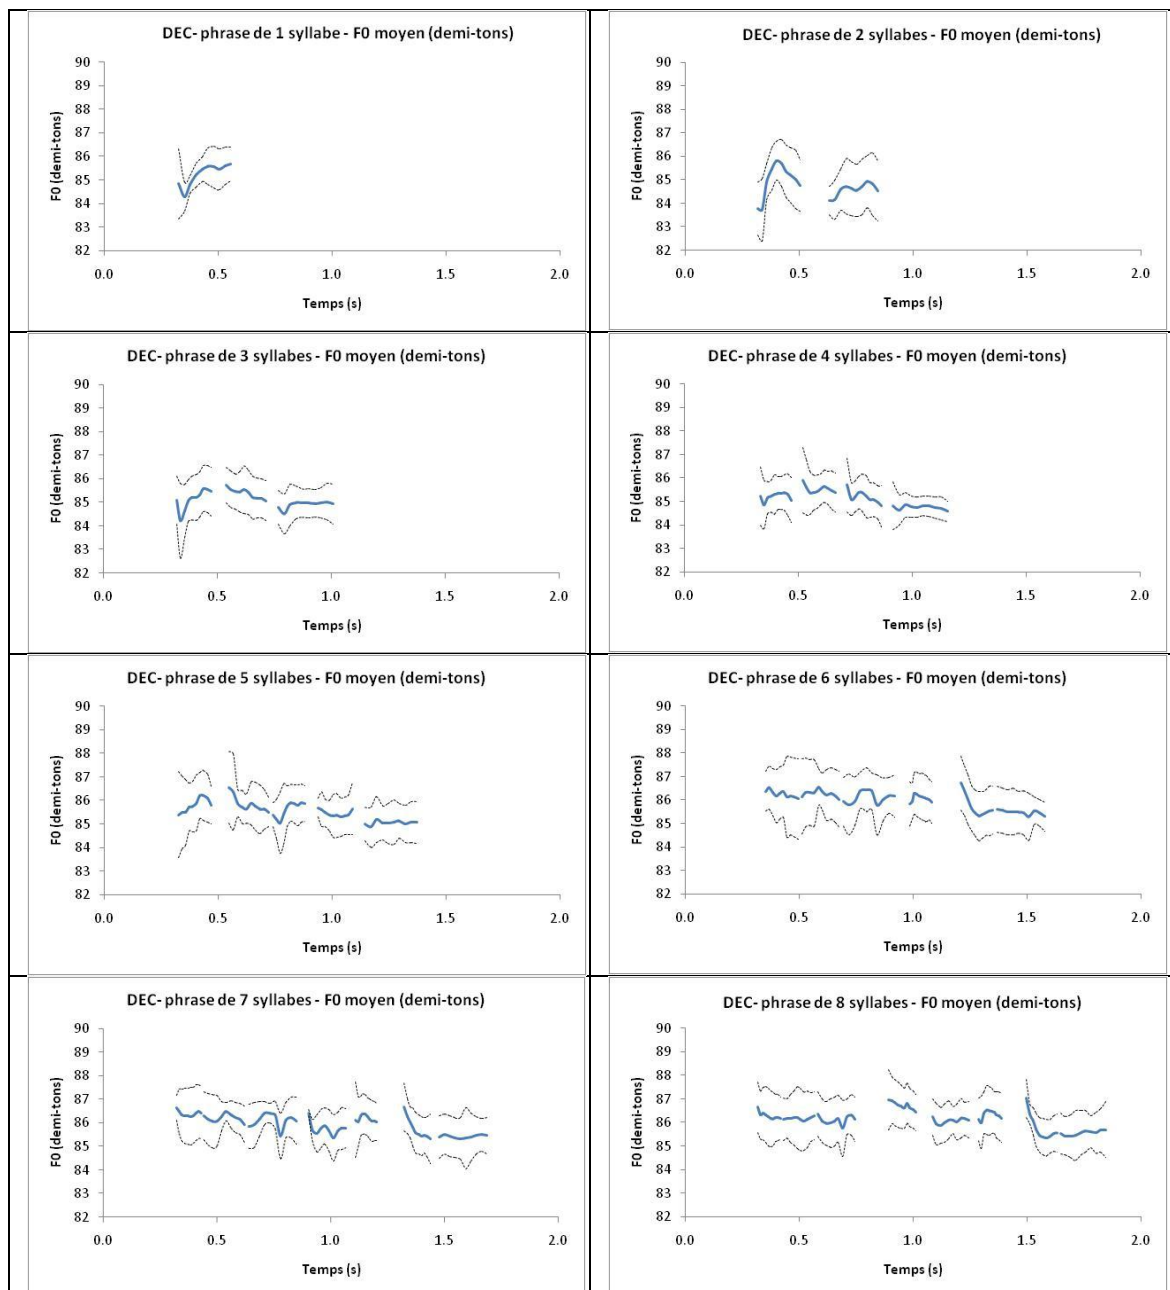 DEC- phrase de 1 syllabe - F0 moyen (demi-tons)
F0 (demi-tons)
90
89
88
87
86
85
84
83
82
0.0 0.5 1.0 1.5 2.0
Temps (s)
DEC- phrase de 2 syllabes - F0 moyen (demi-tons)
F0 (demi-tons)
90
89
88
87
86
85
84
83
82
0.0 0.5 1.0 1.5 2.0
Temps (s)
DEC- phrase de 3 syllabes - F0 moyen (demi-tons)
F0 (demi-tons)
90
89
88
87
86
85
84
83
82
0.0 0.5 1.0 1.5 2.0
Temps (s)
DEC- phrase de 4 syllabes - F0 moyen (demi-tons)
F0 (demi-tons)
90
89
88
87
86
85
84
83
82
0.0 0.5 1.0 1.5 2.0
Temps (s)
DEC- phrase de 5 syllabes - F0 moyen (demi-tons)
F0 (demi-tons)
90
89
88
87
86
85
84
83
82
0.0 0.5 1.0 1.5 2.0
Temps (s)
DEC- phrase de 6 syllabes - F0 moyen (demi-tons)
F0 (demi-tons)
90
89
88
87
86
85
84
83
82
0.0 0.5 1.0 1.5 2.0
Temps (s)
DEC- phrase de 7 syllabes - F0 moyen (demi-tons)
F0 (demi-tons)
90
89
88
87
86
85
84
83
82
0.0 0.5 1.0 1.5 2.0
Temps (s)
DEC- phrase de 8 syllabes - F0 moyen (demi-tons)
F0 (demi-tons)
90
89
88
87
86
85
84
83
82
0.0 0.5 1.0 1.5 2.0
Temps (s)